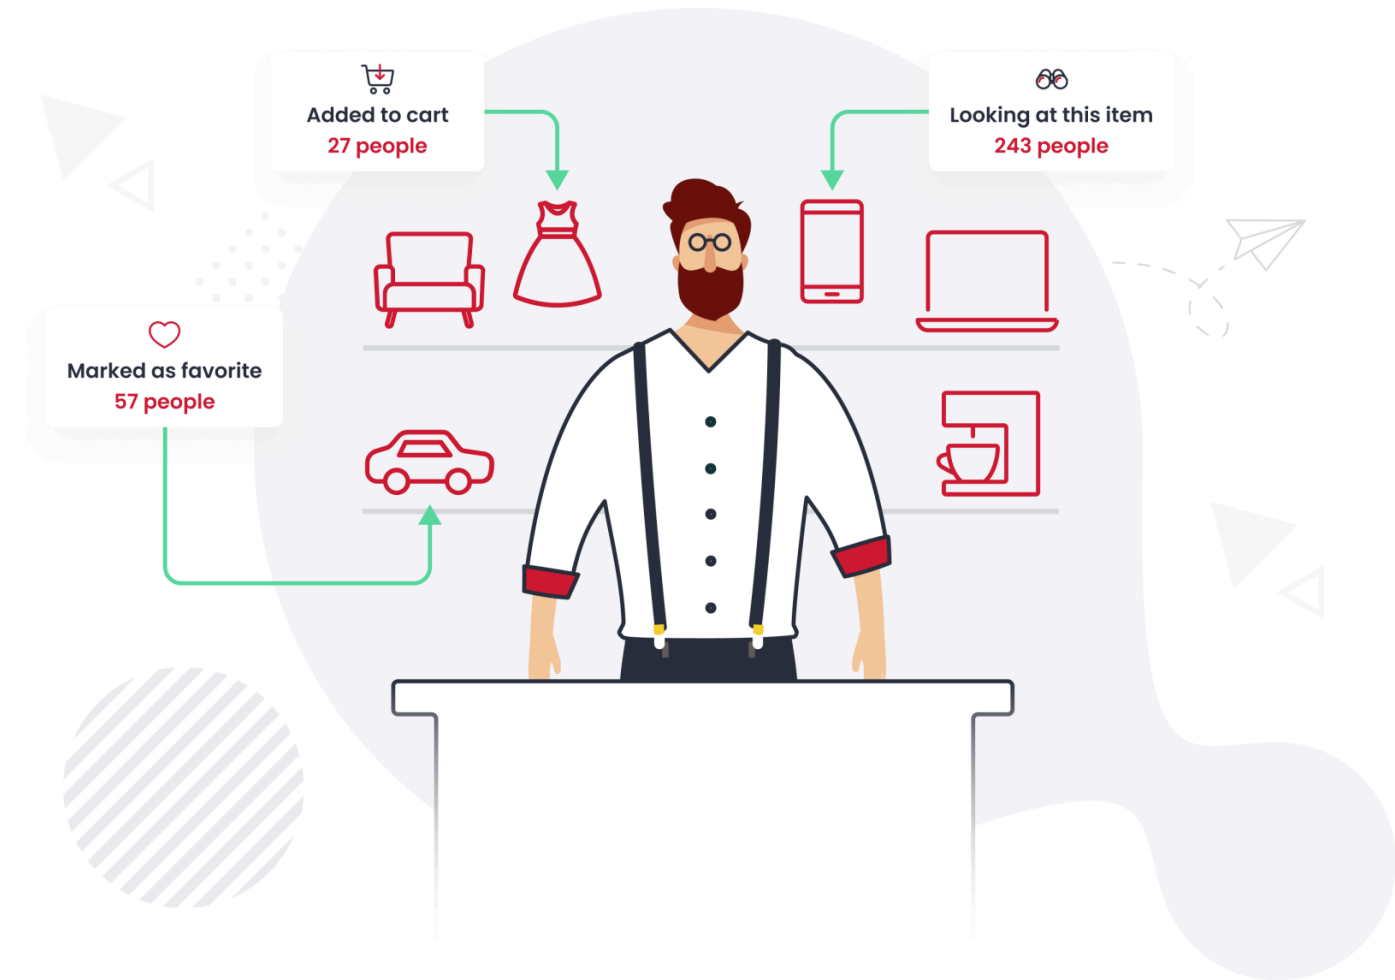 Added to cart
27 people
Looking at this item
243 people
Marked as favorite
57 people